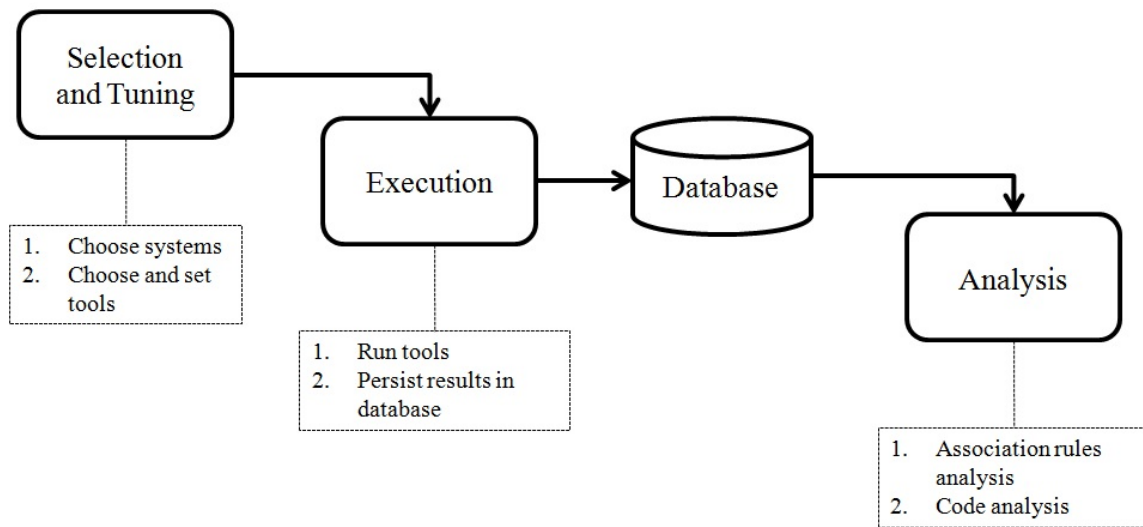 Selection
and Tuning
1. Choose systems
2. Choose and set
tools
Execution
1. Run tools
2. Persist results in
database
Database
Analysis
1. Association rules
analysis
2. Code analysis